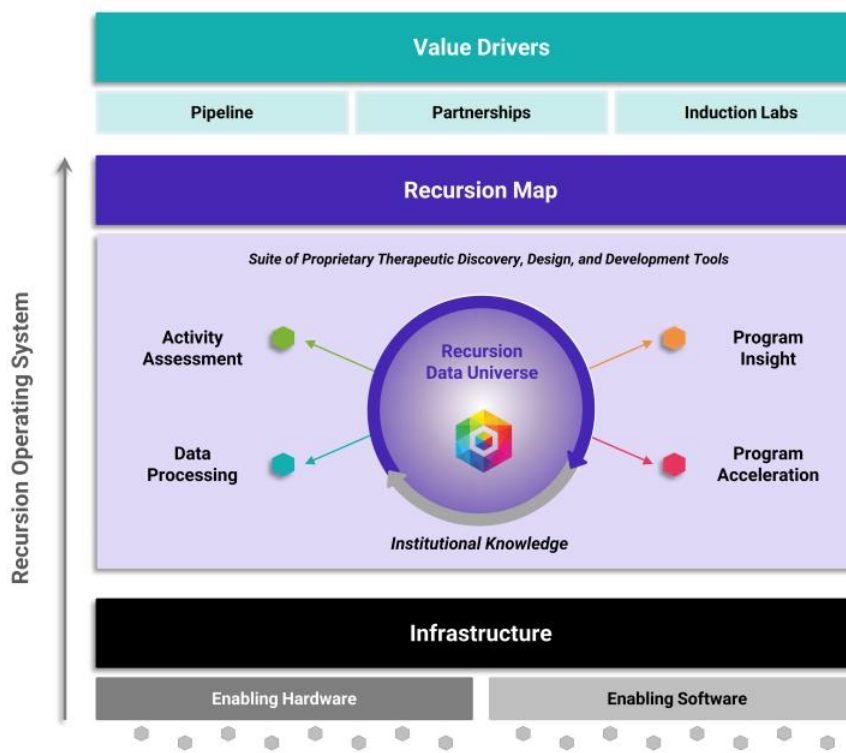 Value Drivers
Pipeline
Partnerships
Induction Labs
Recursion Map
Suite of Proprietary Therapeutic Discovery, Design, and Development Tools
Activity
Assessment
Recursion
Data Universe
Program
Insight
Data
Processing
Program
Acceleration
Institutional Knowledge
Recursion Operating System
Infrastructure
Enabling Hardware
Enabling Software